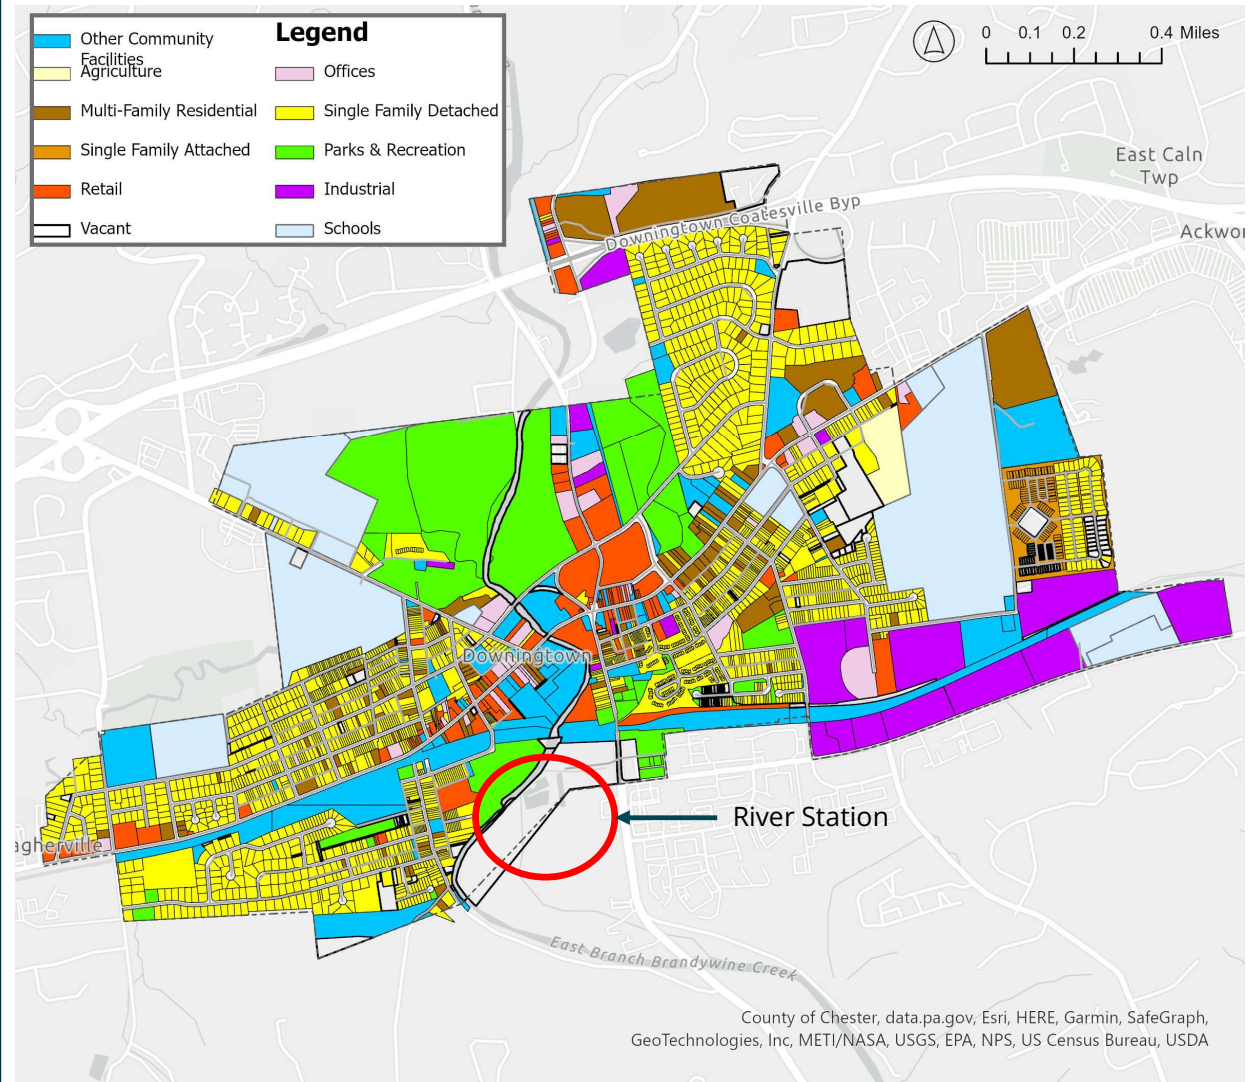 Legend
Other Community
Facilities
Agriculture
Offices
Multi-Family Residential
Single Family Detached
Single Family Attached
Parks & Recreation
Retail
Industrial
Vacant
Schools
0 0.1 0.2 0.4 Miles
East Caln
Twp
Downingtown Coatesville Byp
Ackwor
Downingtown
River Station
agherville
East Branch Brandywine Creek
County of Chester, data.pa.gov, Esri, HERE, Garmin, SafeGraph,
GeoTechnologies, Inc, METI/NASA, USGS, EPA, NPS, US Census Bureau, USDA